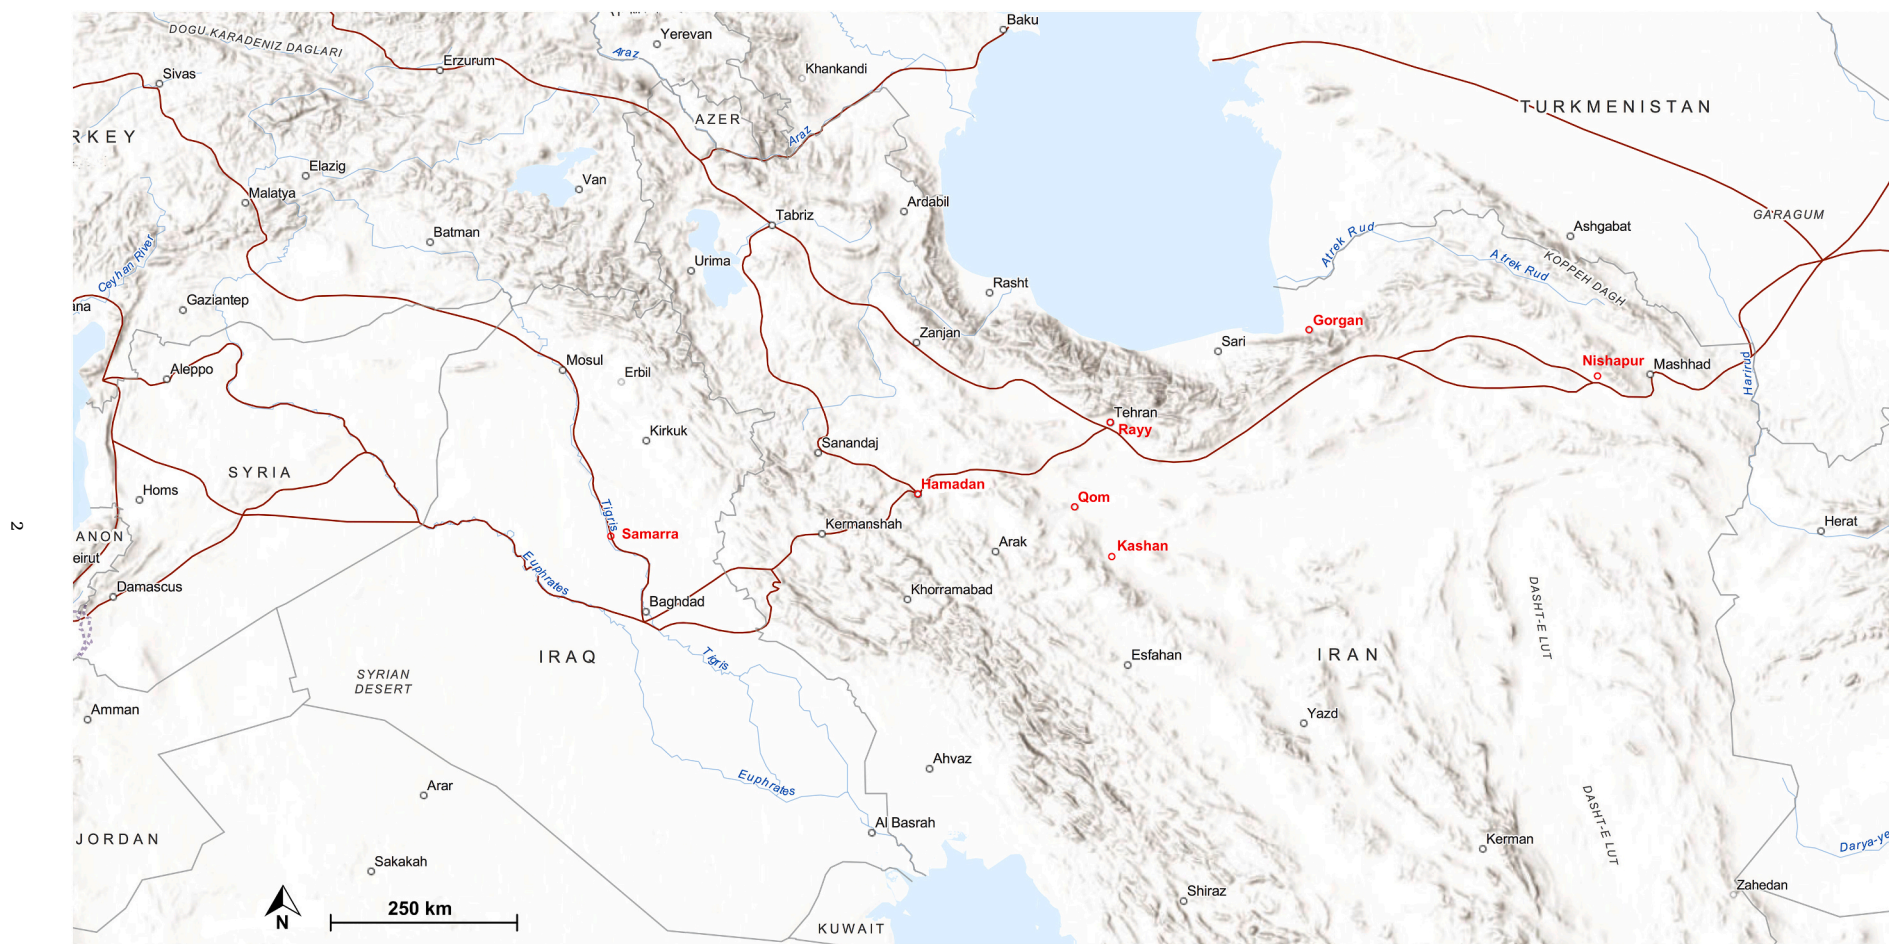 Baku
Yerevan
DOGU KARADENIZ DAGLARI
Araz
Erzurum
Khankandi
Sivas
TURKMENISTAN
AZER
RKEY
Araz
Elazig
Van
Malatya
Ardabil
Tabriz
GARAGUM
Ashgabat
Batman
Atrek Rud
Ceyhan River
Urima
Atrek Rud
KOPPEH DAGH
Rasht
Gaziantep
ana
Gorgan
Zanjan
Sari
Mosul
Nishapur
Mashhad
Aleppo
Erbil
Harirud
Tehran
Rayy
Kirkuk
Sanandaj
SYRIA
Hamadan
Homs
Qom
Tigris
Kermanshah
Herat
2
Samarra
ANON
Arak
Kashan
eirut
Euphrates
Damascus
Khorramabad
Baghdad
DASHT-E LUT
IRAQ
Tigris
Esfahan
IRAN
SYRIAN
DESERT
Amman
Yazd
Ahvaz
Euphrates
Arar
Al Basrah
DASHT-E LUT
JORDAN
Kerman
Darya-ye
Sakakah
Zahedan
Shiraz
250 km
N
KUWAIT